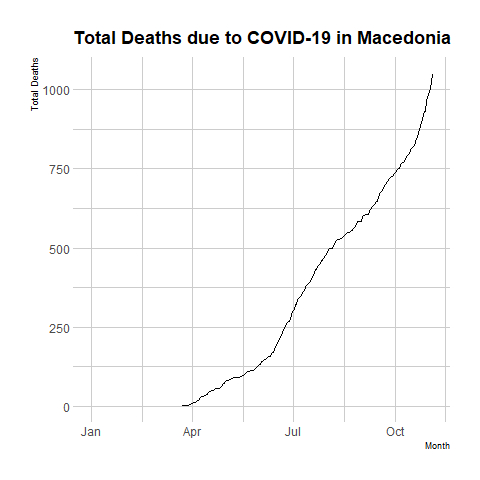 Total Deaths due to COVID-19 in Macedonia
Total Deaths
1000
750
500
250
0
Jan Apr Jul Oct
Month